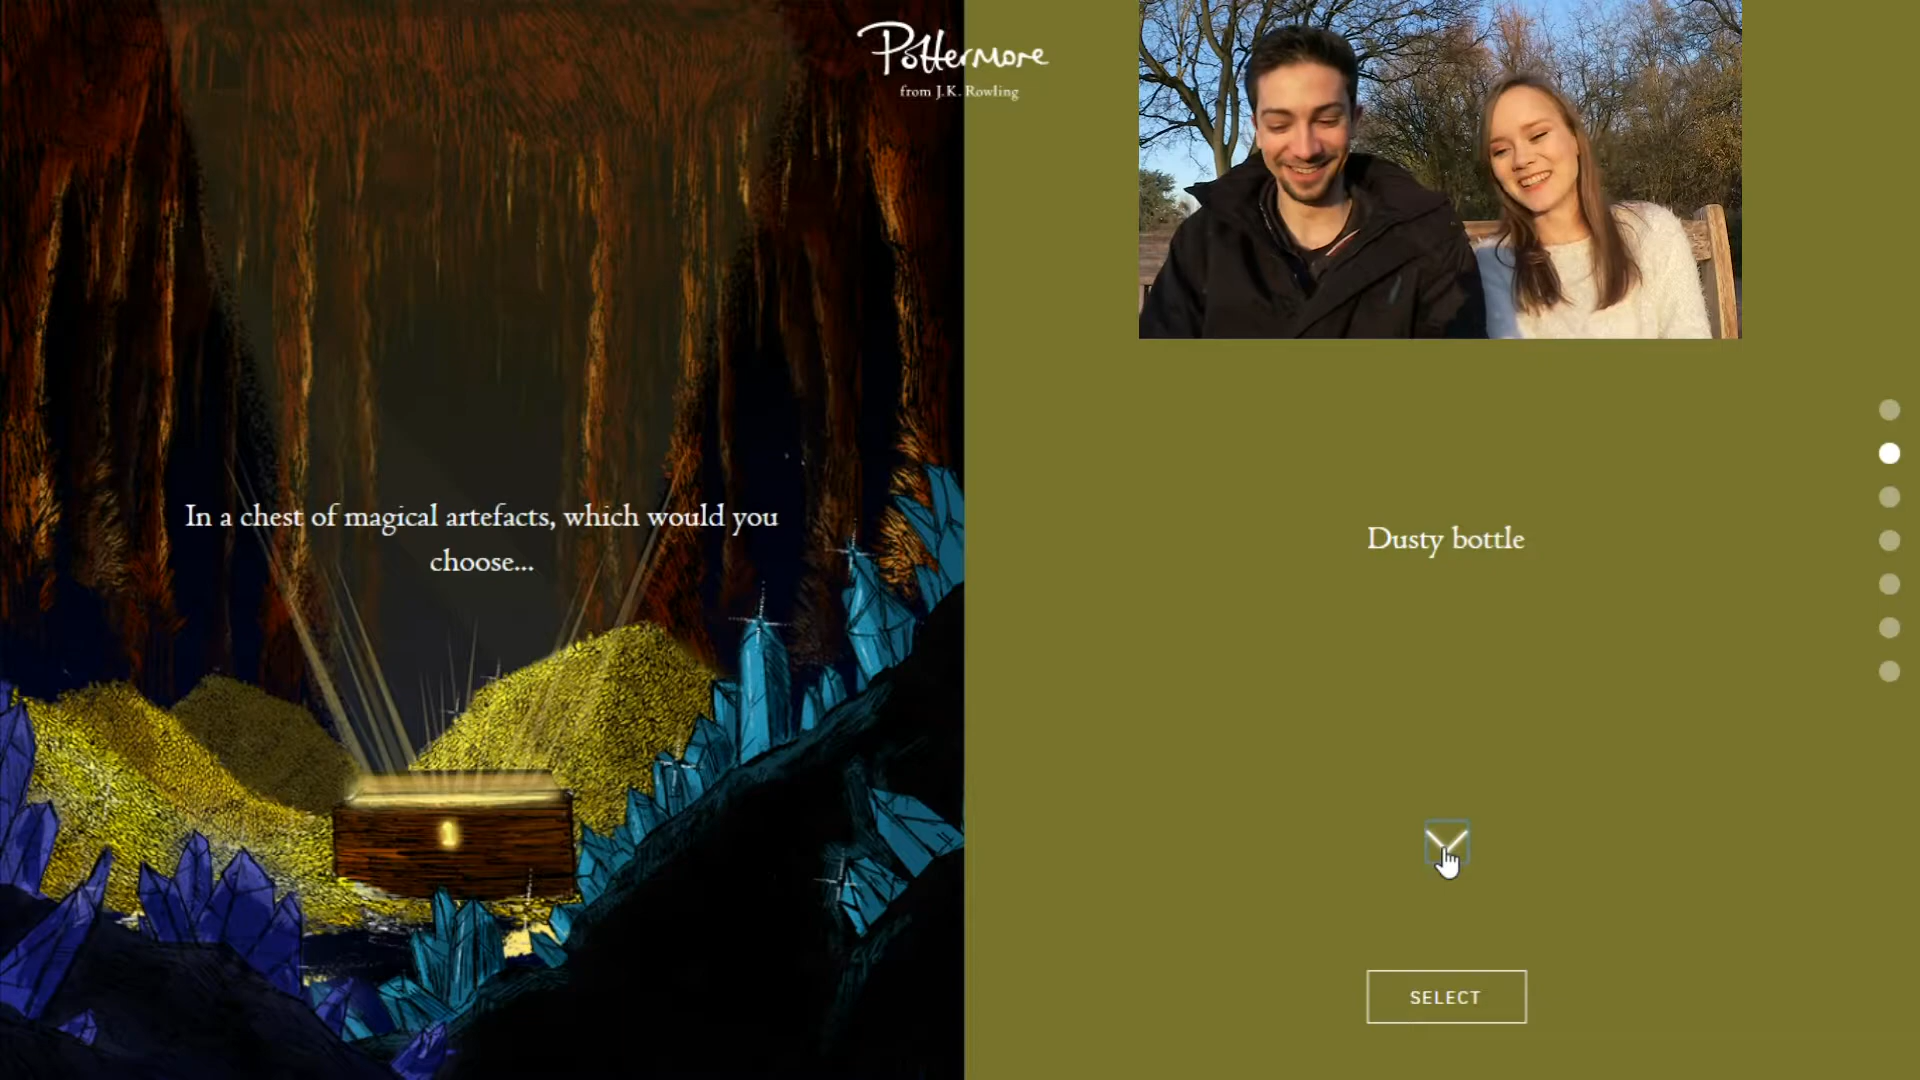 Pottermore
from J.K. Rowling
In a chest of magical artefacts, which would you
choose...
Dusty bottle
SELECT